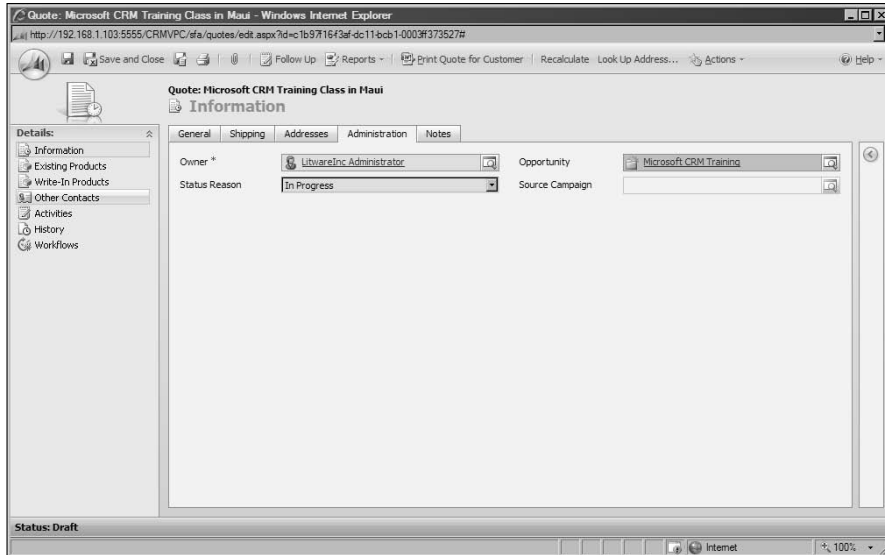 Quote: Microsoft CRM Training Class in Maui - Windows Internet Explorer
http://192.168.1.103:5555/CRMVPC/sfa/quotes/edit.aspx?id=c1b97f16-f3af-dc11-bcb1-0003ff373527#
Save and Close Follow Up Reports Print Quote for Customer Recalculate Look Up Address... Actions Help
Quote: Microsoft CRM Training Class in Maui
Information
Details:
Information
Existing Products
Write-In Products
Other Contacts
Activities
History
Workflows
General Shipping Addresses Administration Notes
Owner * LitwareInc Administrator Opportunity Microsoft CRM Training
Status Reason In Progress Source Campaign
Status: Draft
Internet 100%